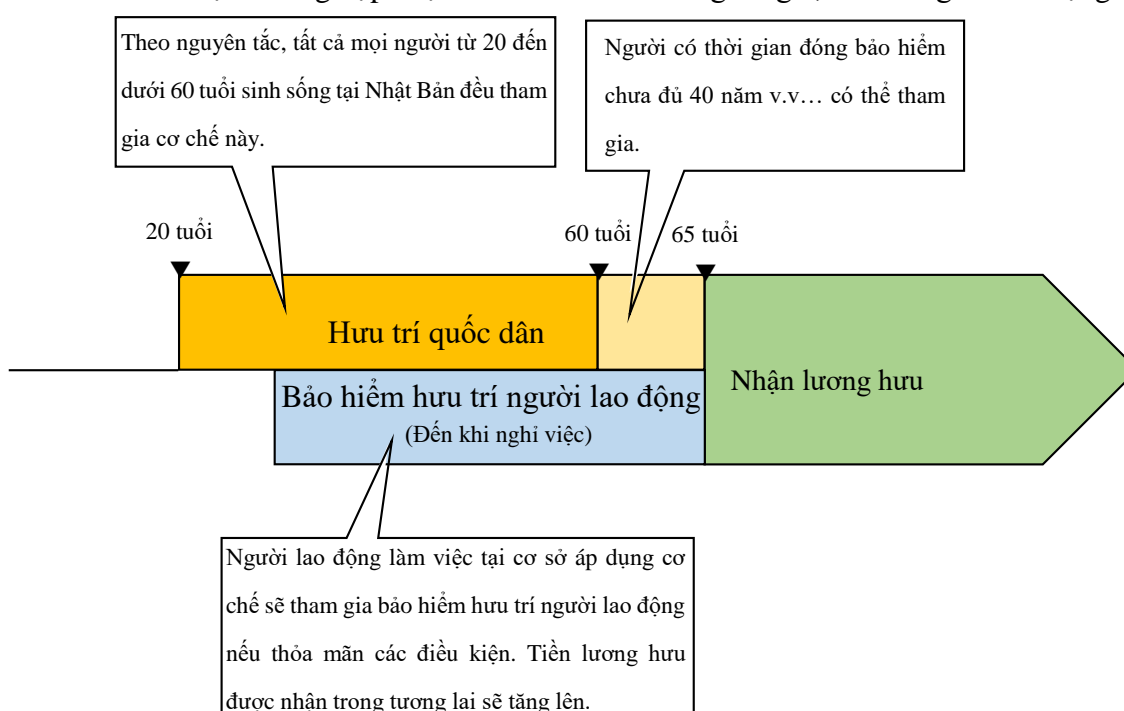 Theo nguyên tắc, tất cả mọi người từ 20 đến
dưới 60 tuổi sinh sống tại Nhật Bản đều tham
gia cơ chế này.
Người có thời gian đóng bảo hiểm
chưa đủ 40 năm v.v… có thể tham
gia.
20 tuổi
60 tuổi
65 tuổi
Hưu trí quốc dân
Bảo hiểm hưu trí người lao động
(Đến khi nghỉ việc)
Nhận lương hưu
Người lao động làm việc tại cơ sở áp dụng cơ
chế sẽ tham gia bảo hiểm hưu trí người lao động
nếu thỏa mãn các điều kiện. Tiền lương hưu
được nhận trong tương lai sẽ tăng lên.